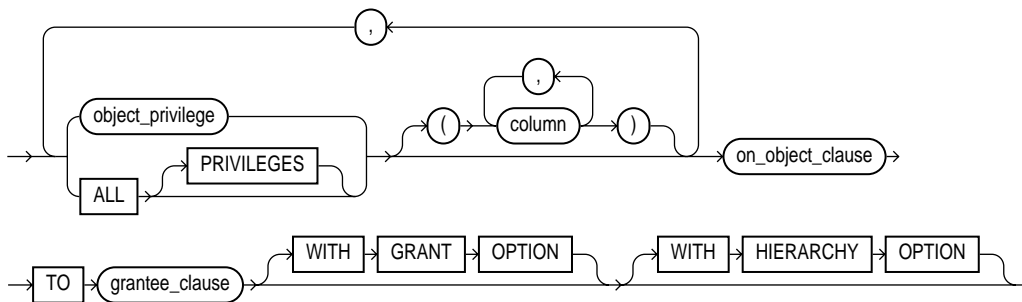 ,
,
object_privilege
( column )
PRIVILEGES
ALL
on_object_clause
WITH GRANT OPTION WITH HIERARCHY OPTION
TO grantee_clause